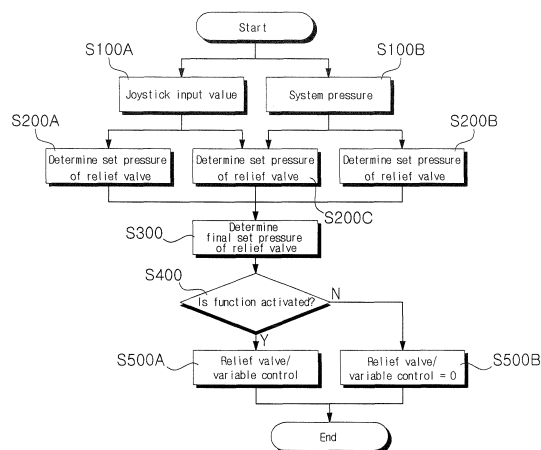 Start
S100A
S100B
Joystick input value
System pressure
S200A
S200B
Determine set pressure
of relief valve
Determine set pressure
of relief valve
Determine set pressure
of relief valve
S200C
S300
Determine
final set pressure
of relief valve
S400
Is function activated?
N
Y
S500A
Relief valve/
variable control
Relief valve/
variable control = 0
S500B
End